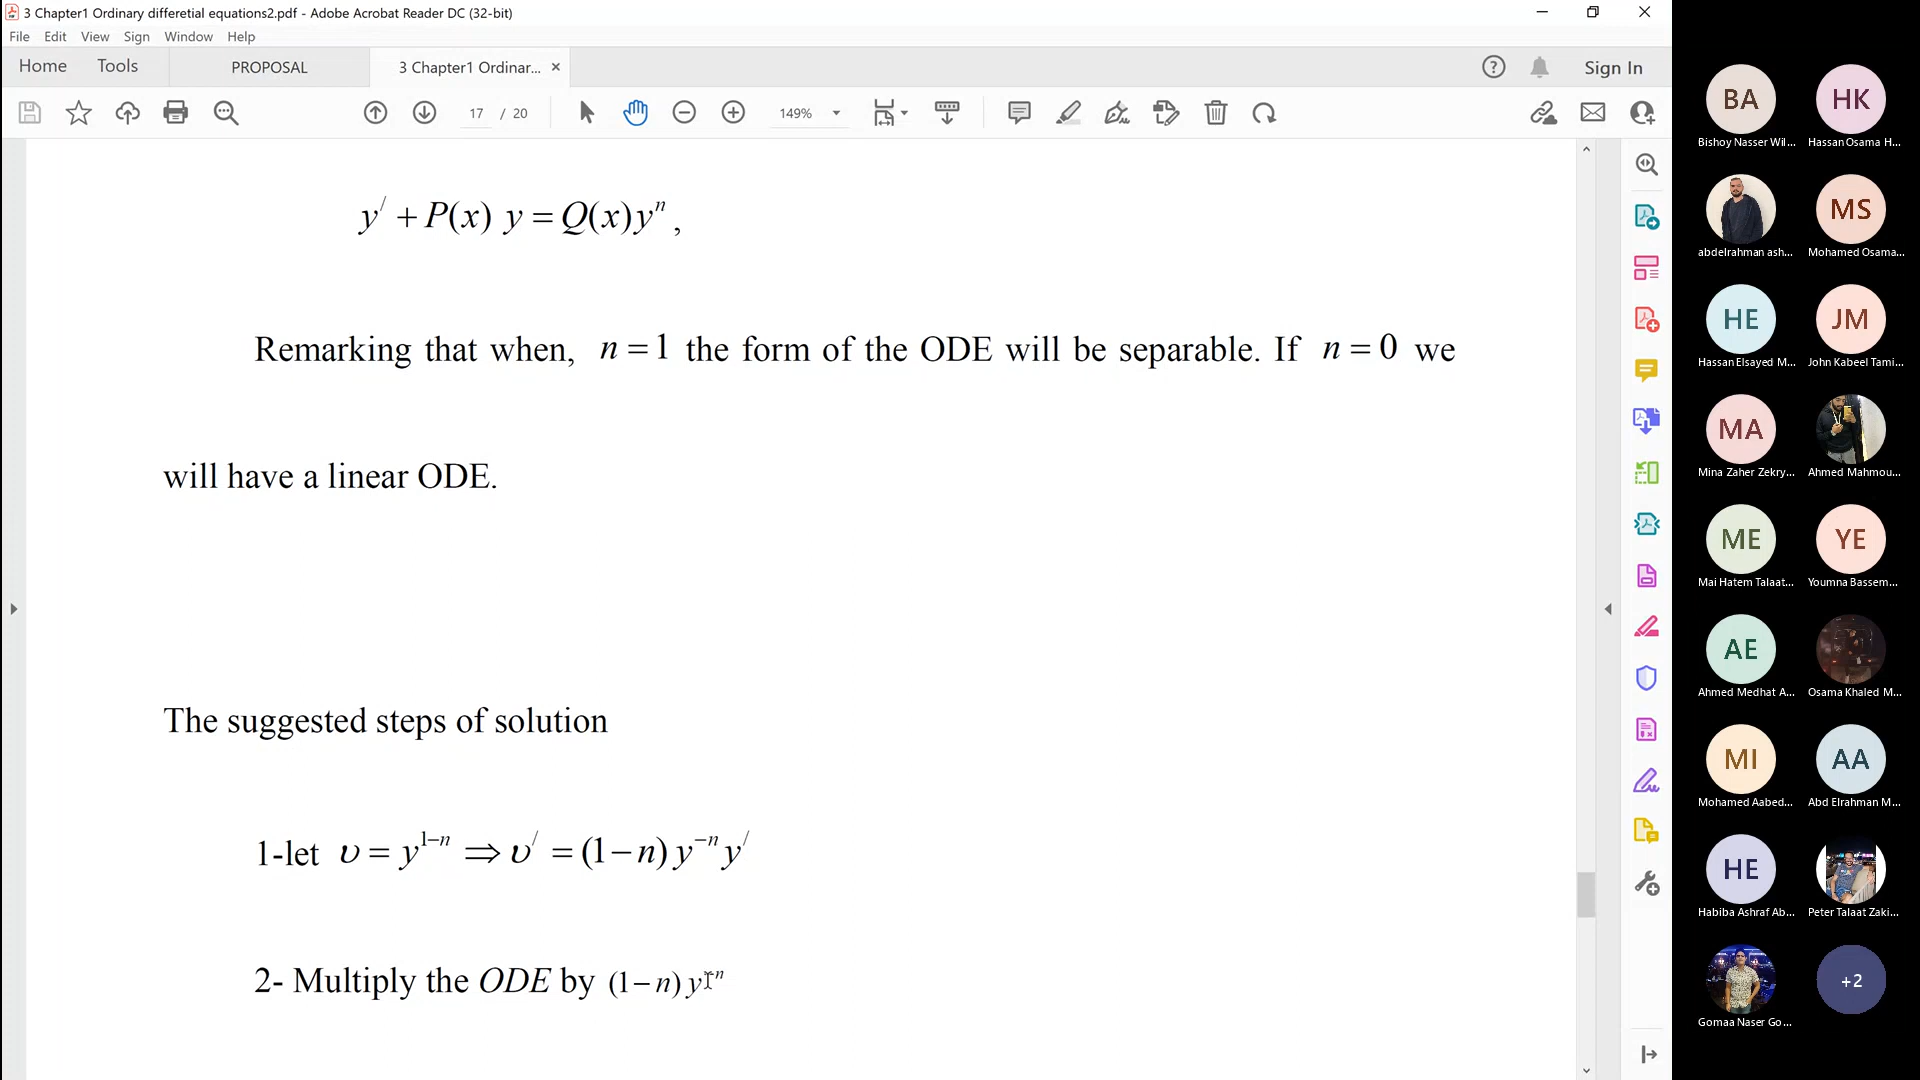 3 Chapter1 Ordinary differetial equations2.pdf - Adobe Acrobat Reader DC (32-bit)
File Edit View Sign Window Help
Home Tools PROPOSAL 3 Chapter1 Ordinar... × Sign In
17 / 20 149%
y′ + P(x) y = Q(x)yⁿ ,
Remarking that when, n = 1 the form of the ODE will be separable. If n = 0 we
will have a linear ODE.
The suggested steps of solution
1-let υ = y¹⁻ⁿ ⇒ υ′ = (1 − n) y⁻ⁿ y′
2- Multiply the ODE by (1 − n) y⁻ⁿ
BA HK
Bishoy Nasser Wil... Hassan Osama H...
MS
abdelrahman ash... Mohamed Osama...
HE JM
Hassan Elsayed M... John Kabeel Tami...
MA
Mina Zaher Zekry... Ahmed Mahmou...
ME YE
Mai Hatem Talaat... Youmna Bassem...
AE
Ahmed Medhat A... Osama Khaled M...
MI AA
Mohamed Aabed... Abd Elrahman M...
HE
Habiba Ashraf Ab... Peter Talaat Zaki...
+2
Gomaa Naser Go...